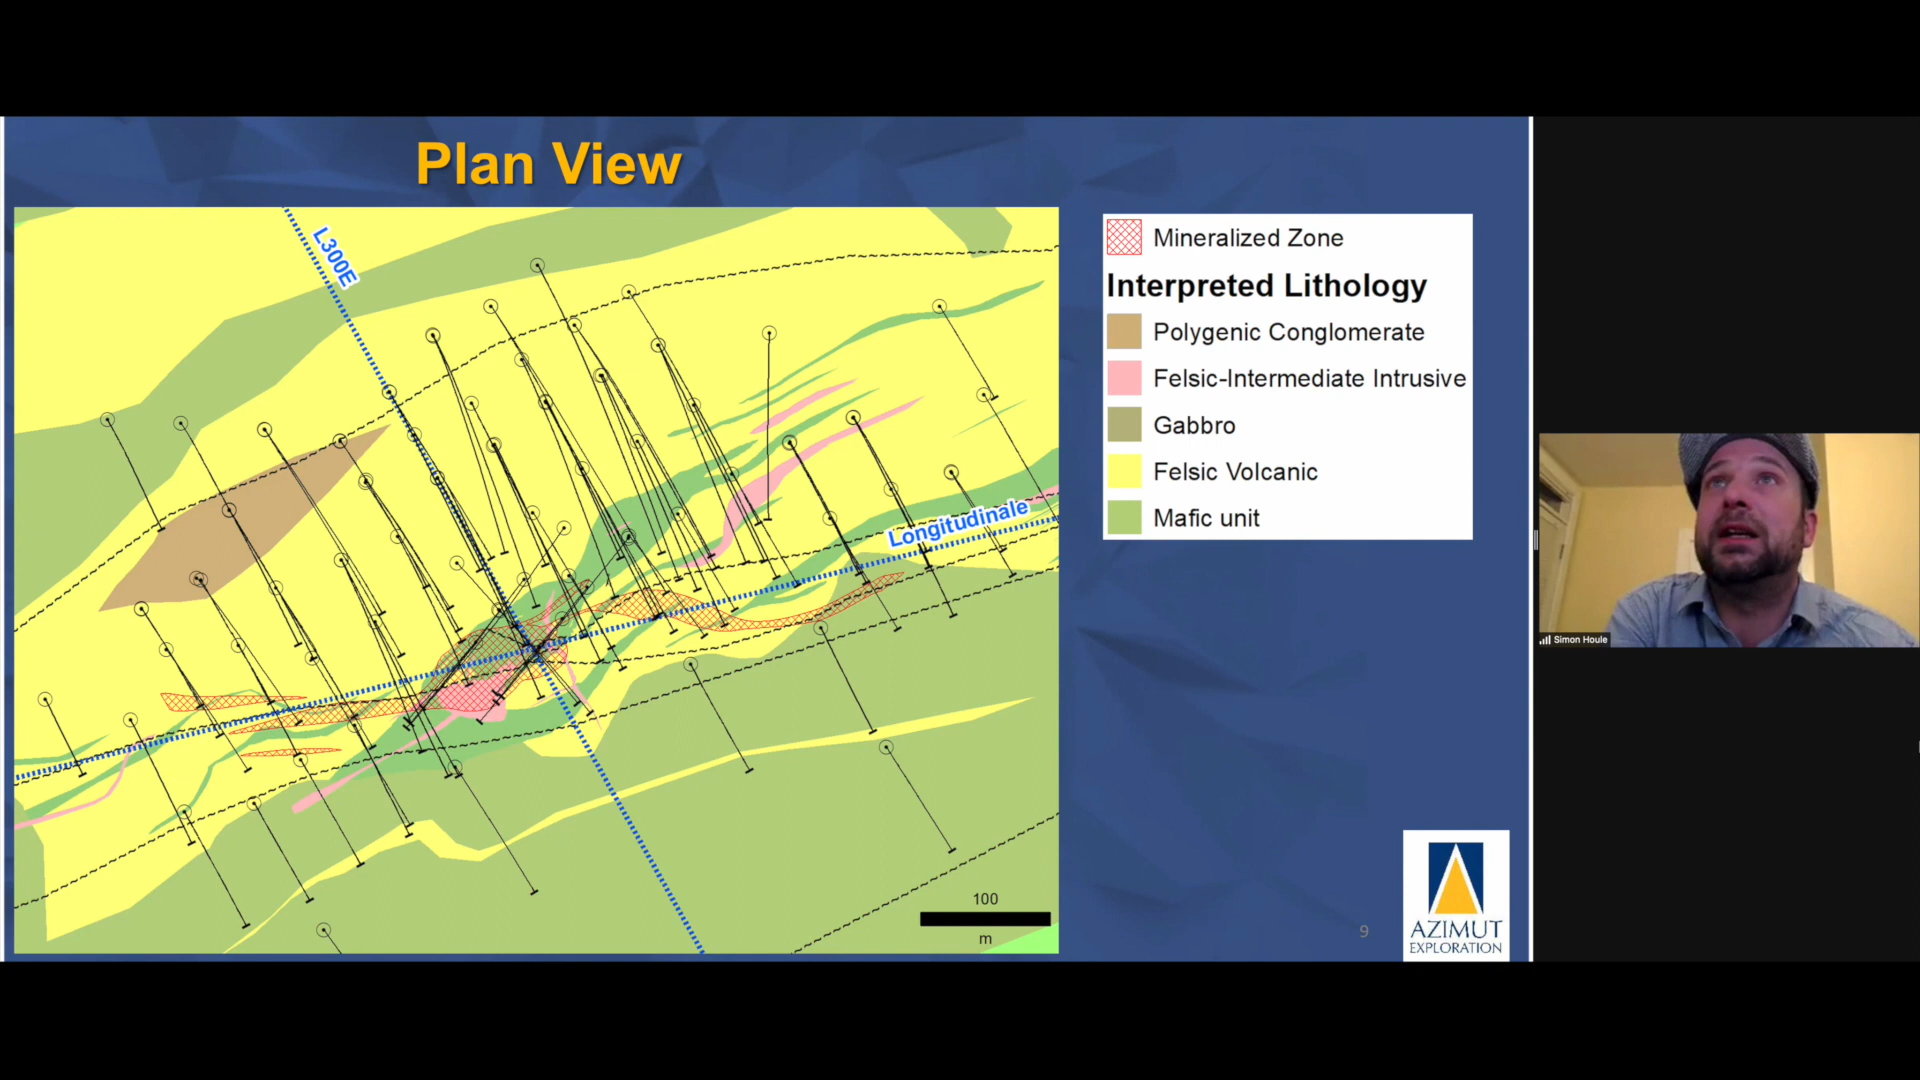 Plan View
L300E
Longitudinale
100
m
Mineralized Zone
Interpreted Lithology
Polygenic Conglomerate
Felsic-Intermediate Intrusive
Gabbro
Felsic Volcanic
Mafic unit
9
AZIMUT
EXPLORATION
Simon Houle